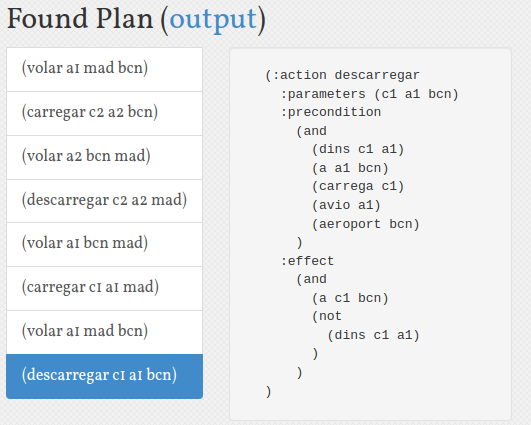 Found Plan (output)
(volar a1 mad bcn)
(carregar c2 a2 bcn)
(volar a2 bcn mad)
(descarregar c2 a2 mad)
(volar a1 bcn mad)
(carregar c1 a1 mad)
(volar a1 mad bcn)
(descarregar c1 a1 bcn)
(:action descarregar
  :parameters (c1 a1 bcn)
  :precondition
    (and
      (dins c1 a1)
      (a a1 bcn)
      (carrega c1)
      (avio a1)
      (aeroport bcn)
    )
  :effect
    (and
      (a c1 bcn)
      (not
        (dins c1 a1)
      )
    )
)